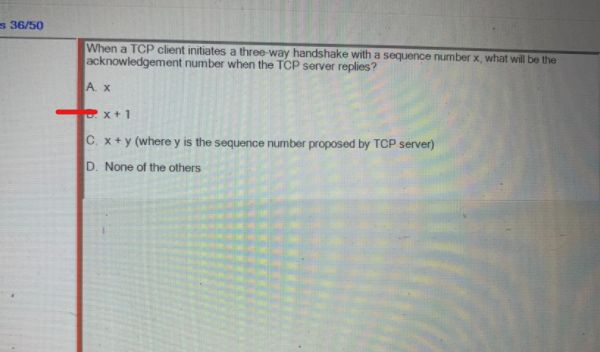 s 36/50
When a TCP client initiates a three-way handshake with a sequence number x, what will be the
acknowledgement number when the TCP server replies?
A. x
B. x + 1
C. x + y (where y is the sequence number proposed by TCP server)
D. None of the others